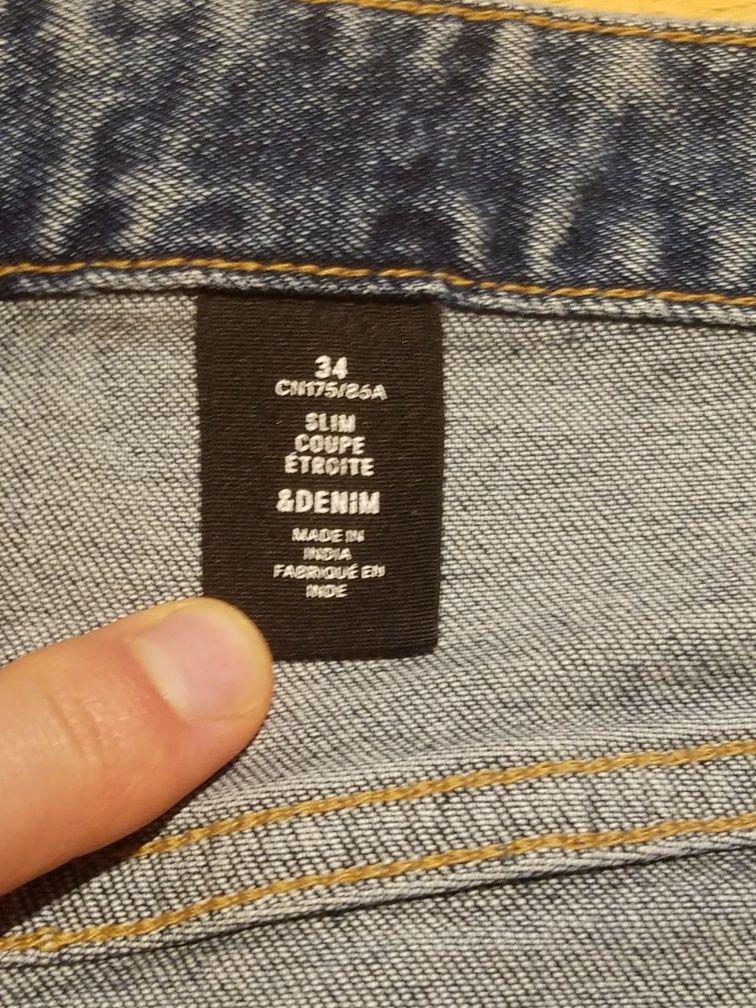 34
CN175/86A
SLIM
COUPE
ÉTROITE
&DENIM
MADE IN
INDIA
FABRIQUÉ EN
INDE